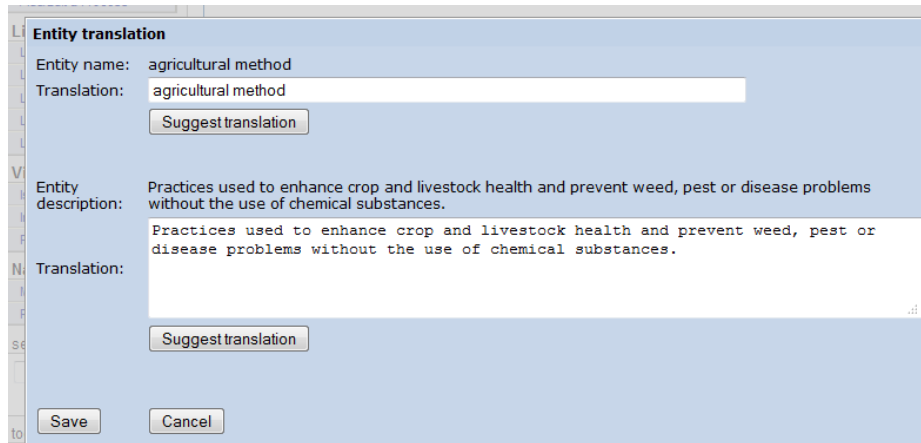 Entity translation
Entity name: agricultural method
Translation: agricultural method
Suggest translation
Entity description: Practices used to enhance crop and livestock health and prevent weed, pest or disease problems
without the use of chemical substances.
Translation: Practices used to enhance crop and livestock health and prevent weed, pest or
disease problems without the use of chemical substances.
Suggest translation
Save Cancel
to